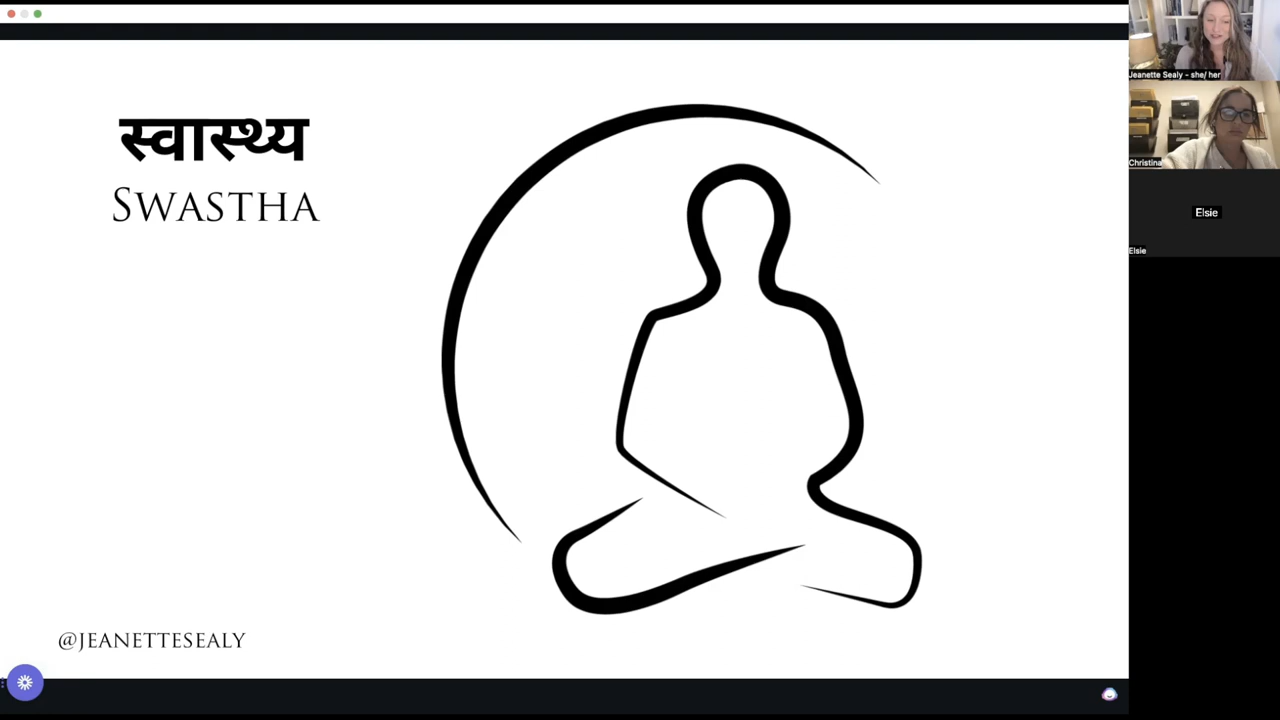 स्वास्थ्य
SWASTHA
@JEANETTESEALY
Jeanette Sealy - she/ her
Christina
Elsie
Elsie